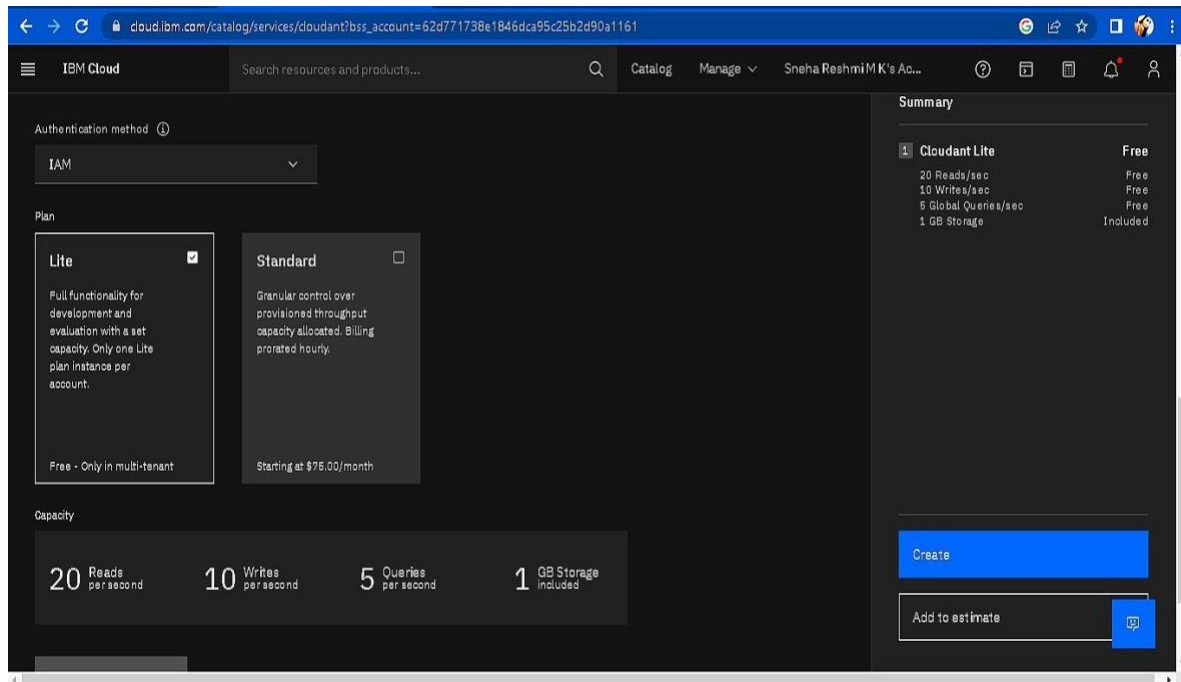 cloud.ibm.com/catalog/services/cloudant?bss_account=62d771738e1846dca95c25b2d90a1161
IBM Cloud
Search resources and products...
Catalog
Manage
Sneha Reshmi M K's Ac...
Authentication method
IAM
Plan
Lite
Full functionality for
development and
evaluation with a set
capacity. Only one Lite
plan instance per
account.
Free - Only in multi-tenant
Standard
Granular control over
provisioned throughput
capacity allocated. Billing
prorated hourly.
Starting at $75.00/month
Capacity
20 Reads per second
10 Writes per second
5 Queries per second
1 GB Storage included
Summary
1 Cloudant Lite Free
20 Reads/sec Free
10 Writes/sec Free
5 Global Queries/sec Free
1 GB Storage Included
Create
Add to estimate